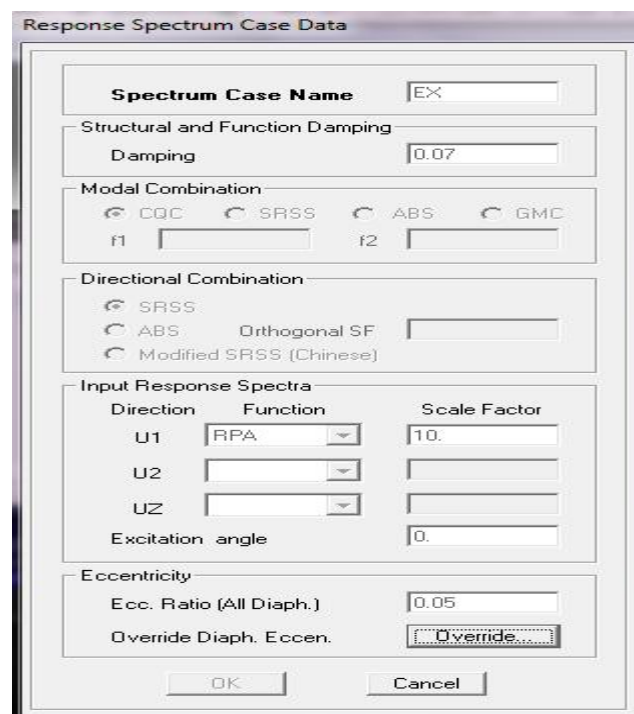 Response Spectrum Case Data
Spectrum Case Name EX
Structural and Function Damping
Damping 0.07
Modal Combination
CQC SRSS ABS GMC
f1 f2
Directional Combination
SRSS
ABS Orthogonal SF
Modified SRSS (Chinese)
Input Response Spectra
Direction Function Scale Factor
U1 RPA 10.
U2
UZ
Excitation angle 0.
Eccentricity
Ecc. Ratio (All Diaph.) 0.05
Override Diaph. Eccen. Override...
OK Cancel